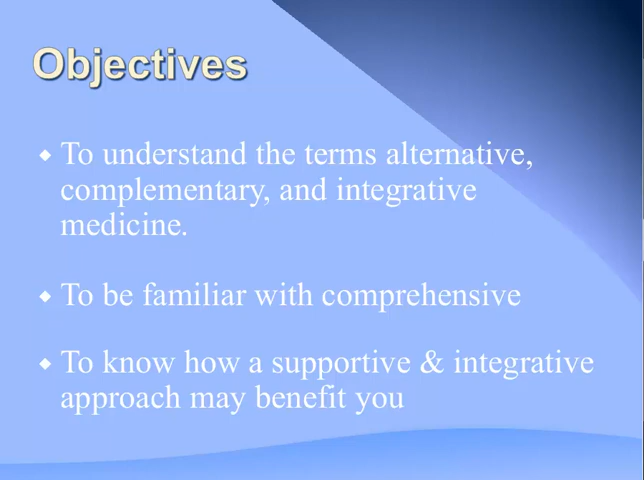 Objectives
To understand the terms alternative,
complementary, and integrative
medicine.
To be familiar with comprehensive
To know how a supportive & integrative
approach may benefit you